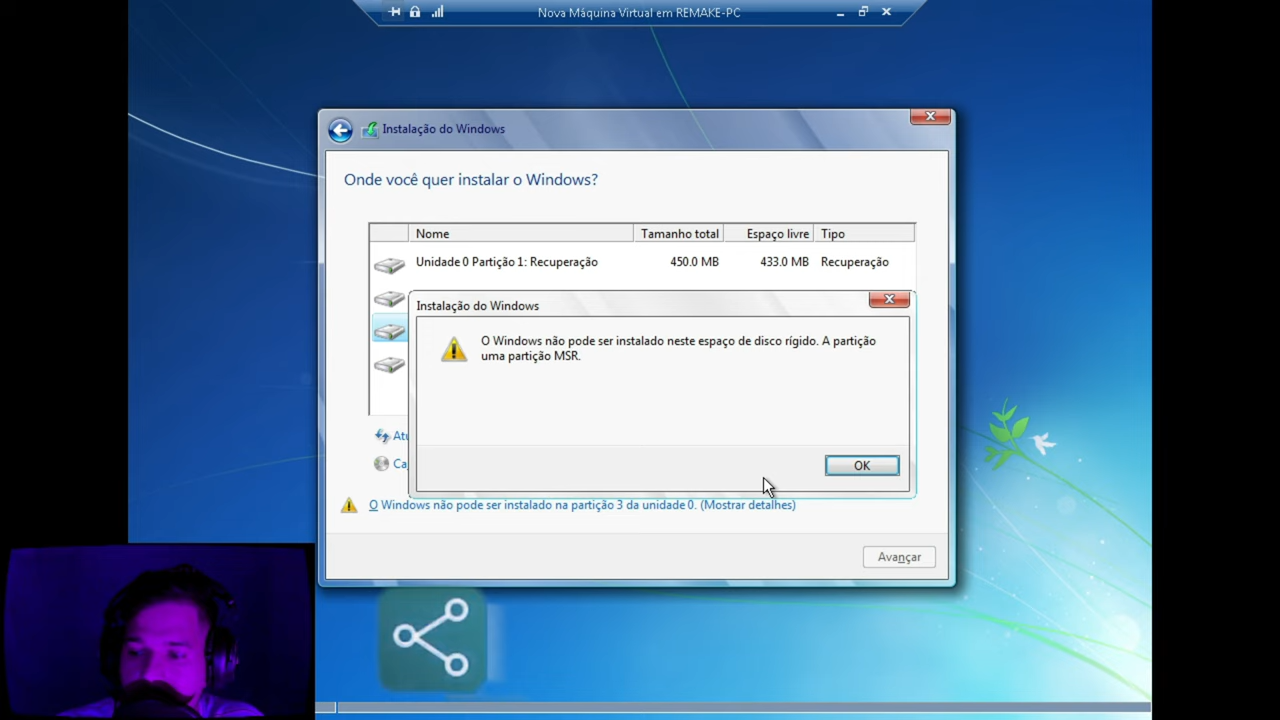 Nova Máquina Virtual em REMAKE-PC
Instalação do Windows
Onde você quer instalar o Windows?
Nome Tamanho total Espaço livre Tipo
Unidade 0 Partição 1: Recuperação 450.0 MB 433.0 MB Recuperação
Instalação do Windows
O Windows não pode ser instalado neste espaço de disco rígido. A partição
uma partição MSR.
OK
O Windows não pode ser instalado na partição 3 da unidade 0. (Mostrar detalhes)
Avançar